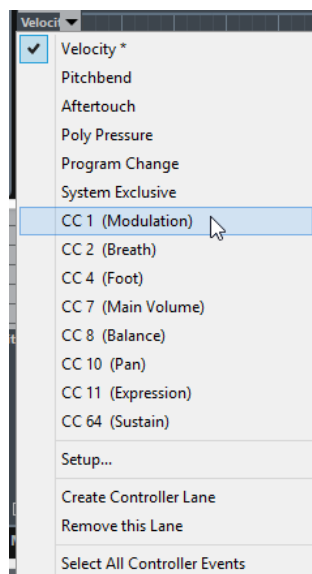 Velocit
Velocity *
Pitchbend
Aftertouch
Poly Pressure
Program Change
System Exclusive
CC 1 (Modulation)
CC 2 (Breath)
CC 4 (Foot)
CC 7 (Main Volume)
CC 8 (Balance)
CC 10 (Pan)
CC 11 (Expression)
CC 64 (Sustain)
Setup...
Create Controller Lane
Remove this Lane
Select All Controller Events